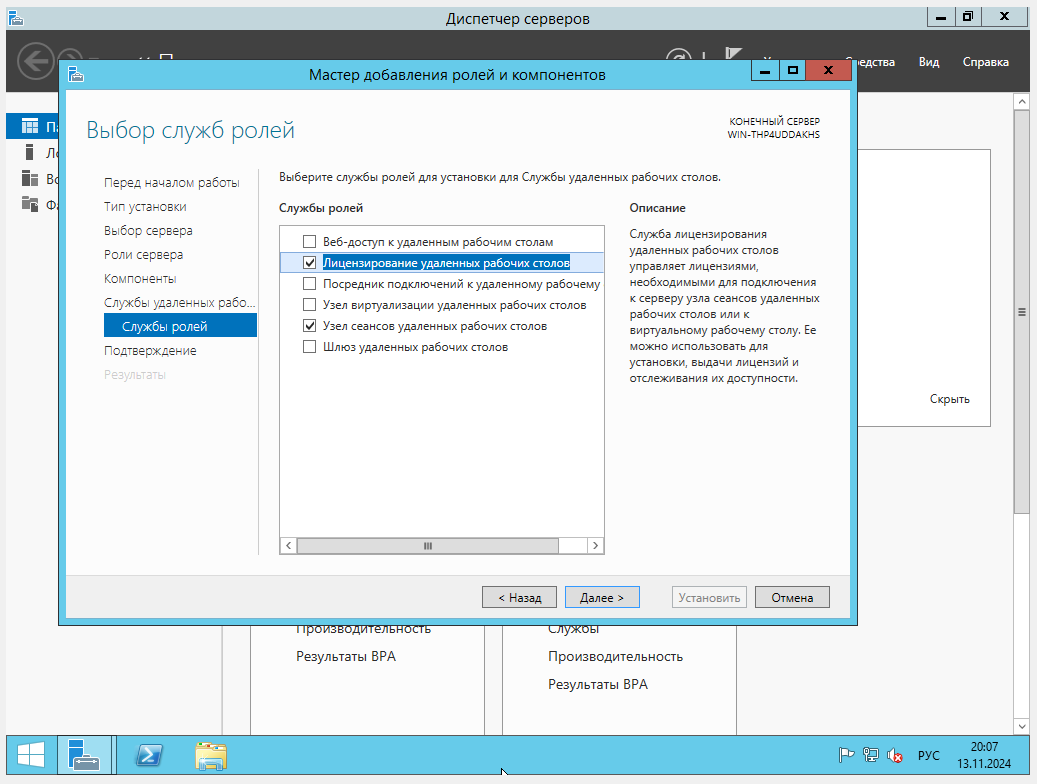 Диспетчер серверов
Вид
Справка
Мастер добавления ролей и компонентов
Выбор служб ролей
КОНЕЧНЫЙ СЕРВЕР
WIN-THP4UDDAKHS
Перед началом работы
Тип установки
Выбор сервера
Роли сервера
Компоненты
Службы удаленных рабо...
Службы ролей
Подтверждение
Результаты
Выберите службы ролей для установки для Службы удаленных рабочих столов.
Службы ролей
Веб-доступ к удаленным рабочим столам
Лицензирование удаленных рабочих столов
Посредник подключений к удаленному рабочему
Узел виртуализации удаленных рабочих столов
Узел сеансов удаленных рабочих столов
Шлюз удаленных рабочих столов
Описание
Служба лицензирования
удаленных рабочих столов
управляет лицензиями,
необходимыми для подключения
к серверу узла сеансов удаленных
рабочих столов или к
виртуальному рабочему столу. Ее
можно использовать для
установки, выдачи лицензий и
отслеживания их доступности.
Скрыть
< Назад
Далее >
Установить
Отмена
Производительность
Результаты BPA
Службы
Производительность
Результаты BPA
РУС
20:07
13.11.2024